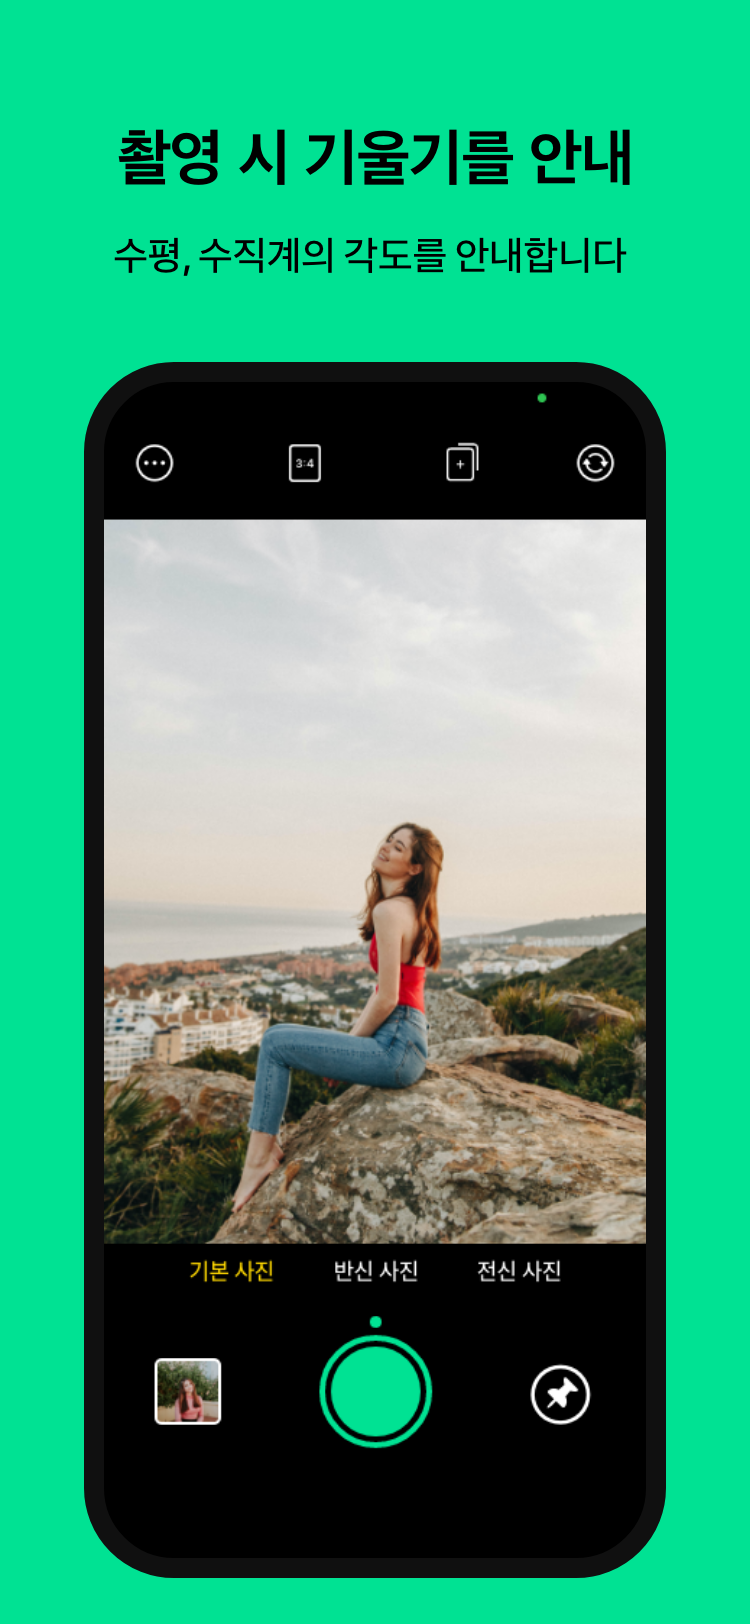 촬영 시 기울기를 안내
수평, 수직계의 각도를 안내합니다
3:4
기본 사진 반신 사진 전신 사진